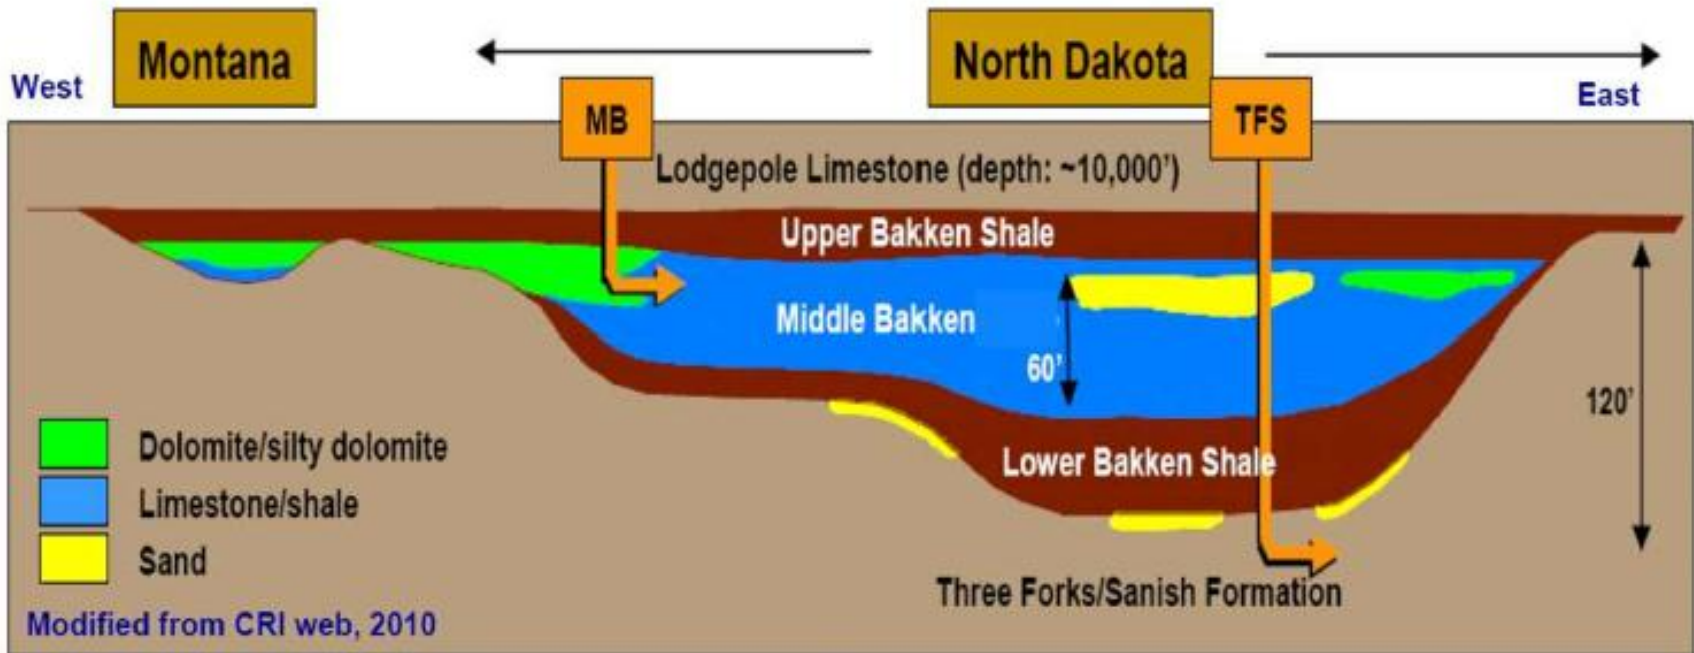 Montana
North Dakota
West
East
MB
TFS
Lodgepole Limestone (depth: ~10,000')
Upper Bakken Shale
Middle Bakken
60'
120'
Lower Bakken Shale
Dolomite/silty dolomite
Limestone/shale
Sand
Three Forks/Sanish Formation
Modified from CRI web, 2010